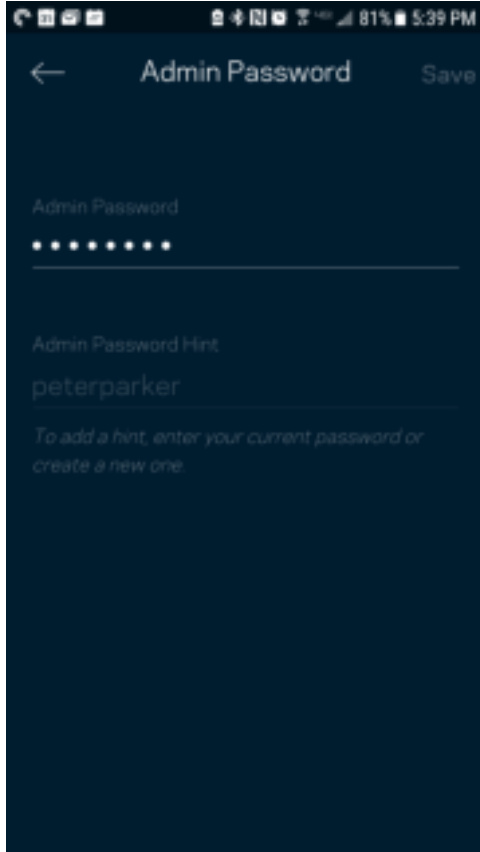 81% 5:39 PM
Admin Password Save
Admin Password
••••••••
Admin Password Hint
peterparker
To add a hint, enter your current password or
create a new one.